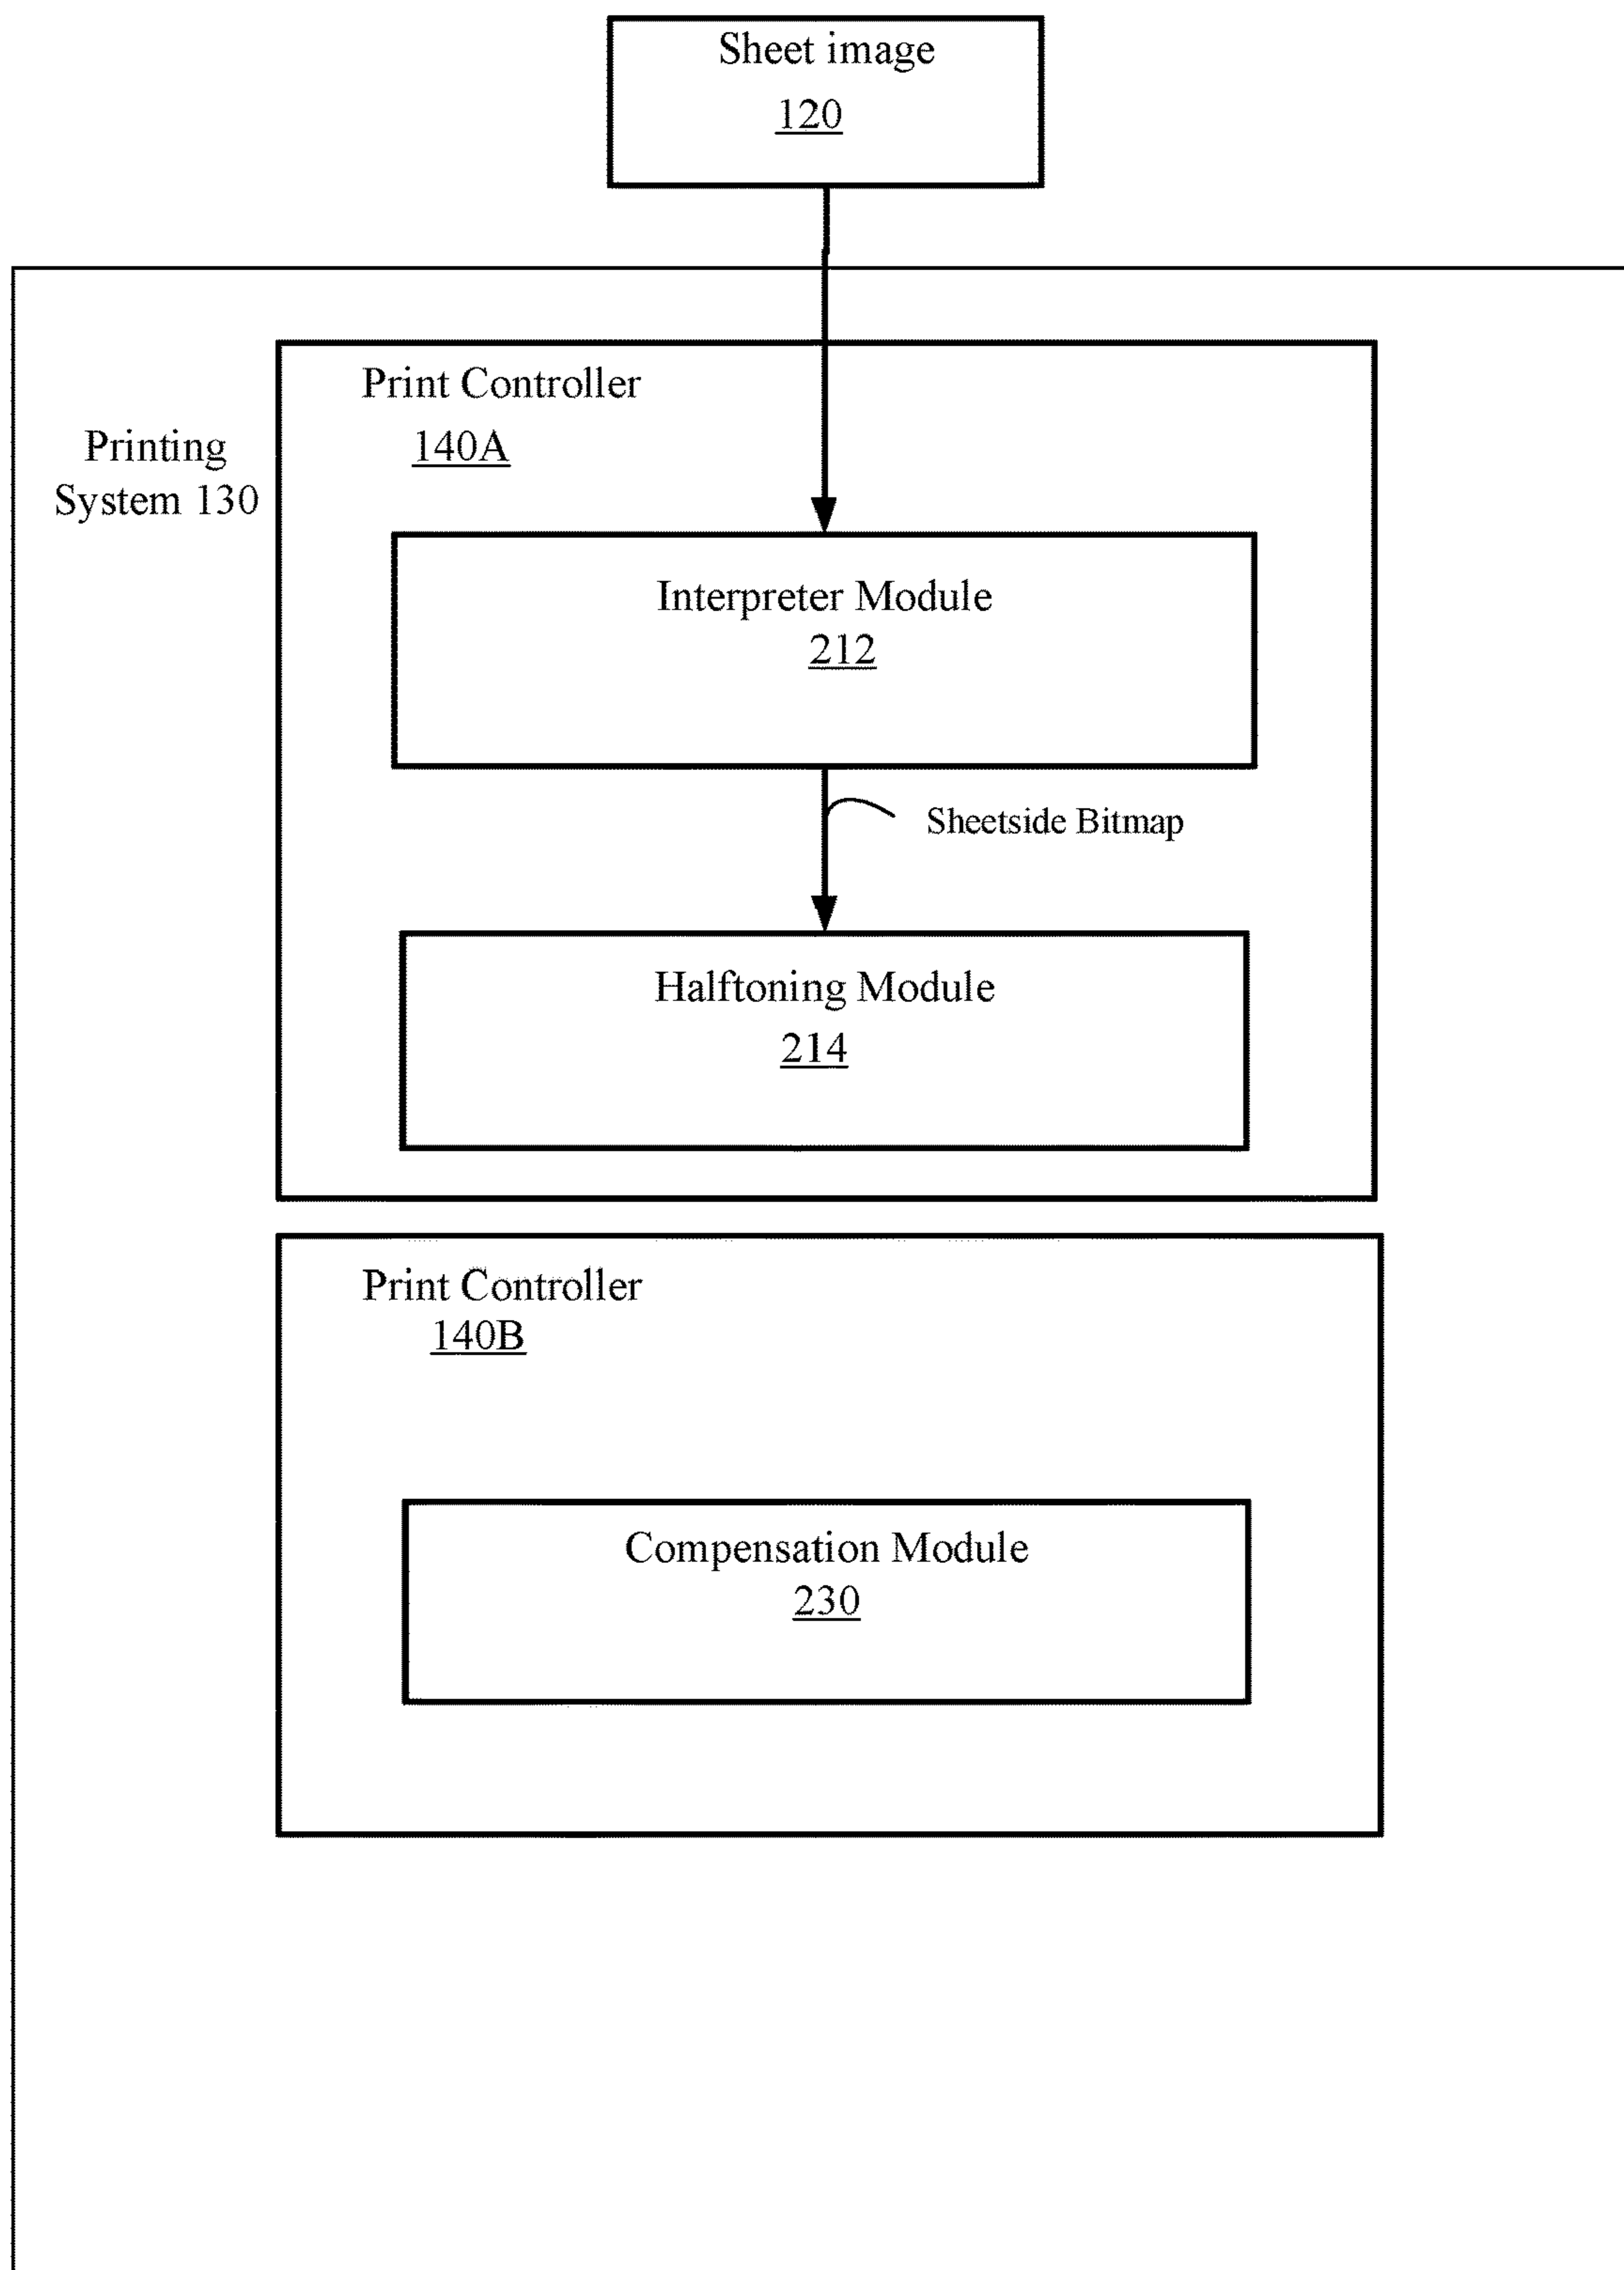 Sheet image
120
Print Controller
140A
Printing
System 130
Interpreter Module
212
Sheetside Bitmap
Halftoning Module
214
Print Controller
140B
Compensation Module
230